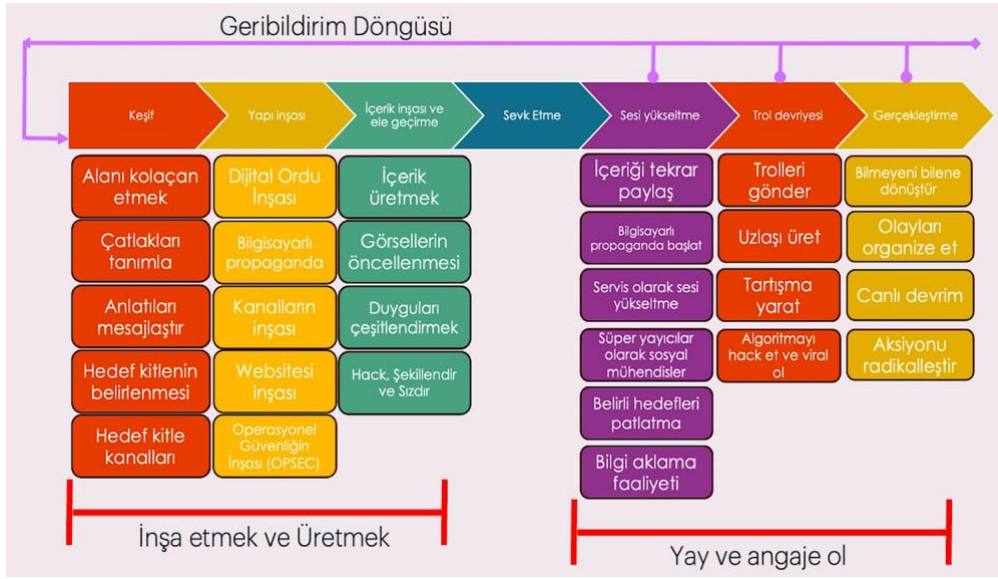 Geribildirim Döngüsü
Keşif
Yapı inşası
İçerik inşası ve
ele geçirme
Sevk Etme
Sesi yükseltme
Trol devriyesi
Gerçekleştirme
Alanı kolaçan
etmek
Çatlakları
tanımla
Anlatıları
mesajlaştır
Hedef kitlenin
belirlenmesi
Hedef kitle
kanalları
Dijital Ordu
İnşası
Bilgisayarlı
propaganda
Kanalların
inşası
Websitesi
inşası
Operasyonel
Güvenliğin
İnşası (OPSEC)
İçerik
üretmek
Görsellerin
öncellenmesi
Duyguları
çeşitlendirmek
Hack, Şekillendir
ve Sızdır
İçeriği tekrar
paylaş
Bilgisayarlı
propaganda başlat
Servis olarak sesi
yükseltme
Süper yayıcılar
olarak sosyal
mühendisler
Belirli hedefleri
patlatma
Bilgi aklama
faaliyeti
Trolleri
gönder
Uzlaşı üret
Tartışma
yarat
Algoritmayı
hack et ve viral
ol
Bilmeyeni bilene
dönüştür
Olayları
organize et
Canlı devrim
Aksiyonu
radikalleştir
İnşa etmek ve Üretmek
Yay ve angaje ol